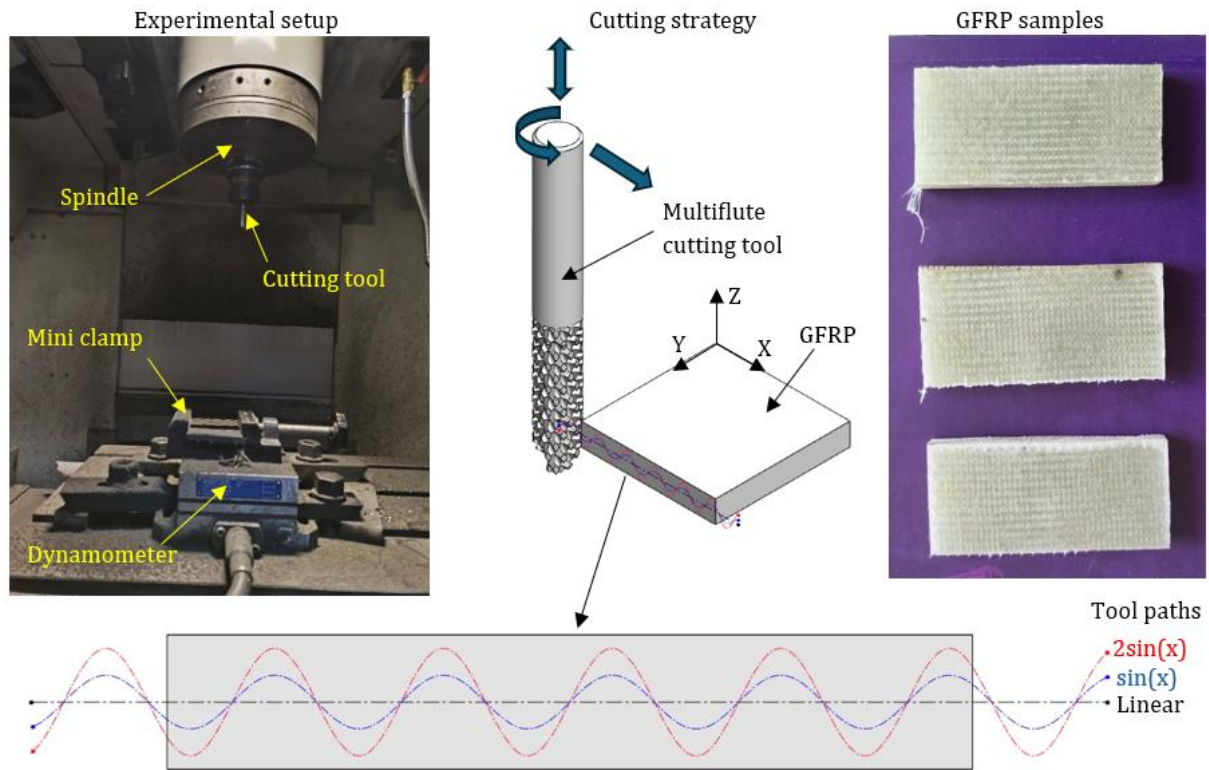 Experimental setup
Cutting strategy
GFRP samples
Spindle
Cutting tool
Mini clamp
Dynamometer
Multiflute
cutting tool
Z
Y
X
GFRP
Tool paths
2sin(x)
sin(x)
Linear